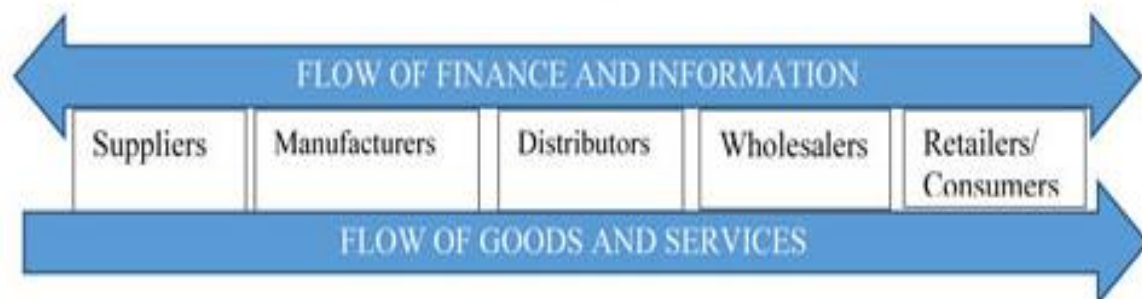 FLOW OF FINANCE AND INFORMATION
Suppliers
Manufacturers
Distributors
Wholesalers
Retailers/
Consumers
FLOW OF GOODS AND SERVICES